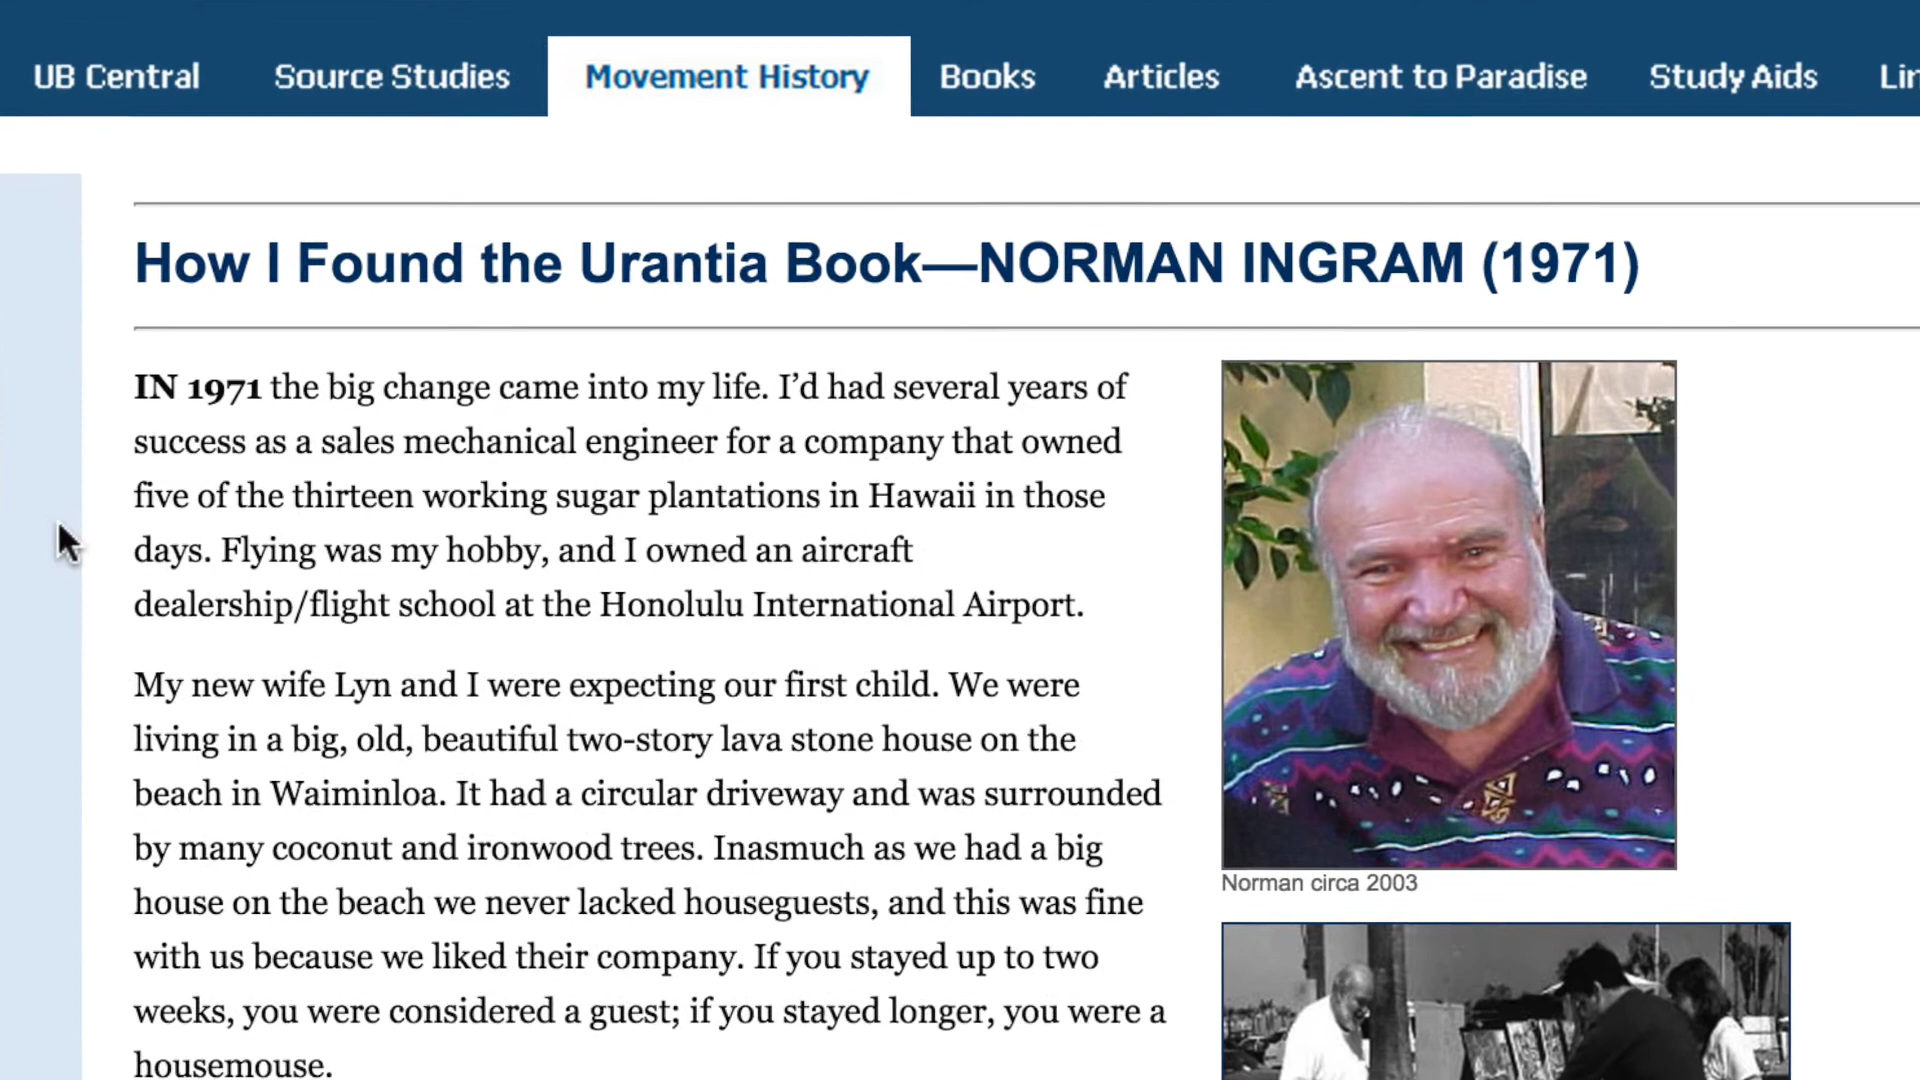 UB Central Source Studies Movement History Books Articles Ascent to Paradise Study Aids
How I Found the Urantia Book—NORMAN INGRAM (1971)
IN 1971 the big change came into my life. I’d had several years of
success as a sales mechanical engineer for a company that owned
five of the thirteen working sugar plantations in Hawaii in those
days. Flying was my hobby, and I owned an aircraft
dealership/flight school at the Honolulu International Airport.
My new wife Lyn and I were expecting our first child. We were
living in a big, old, beautiful two-story lava stone house on the
beach in Waiminloa. It had a circular driveway and was surrounded
by many coconut and ironwood trees. Inasmuch as we had a big
house on the beach we never lacked houseguests, and this was fine
with us because we liked their company. If you stayed up to two
weeks, you were considered a guest; if you stayed longer, you were a
housemouse.
Norman circa 2003